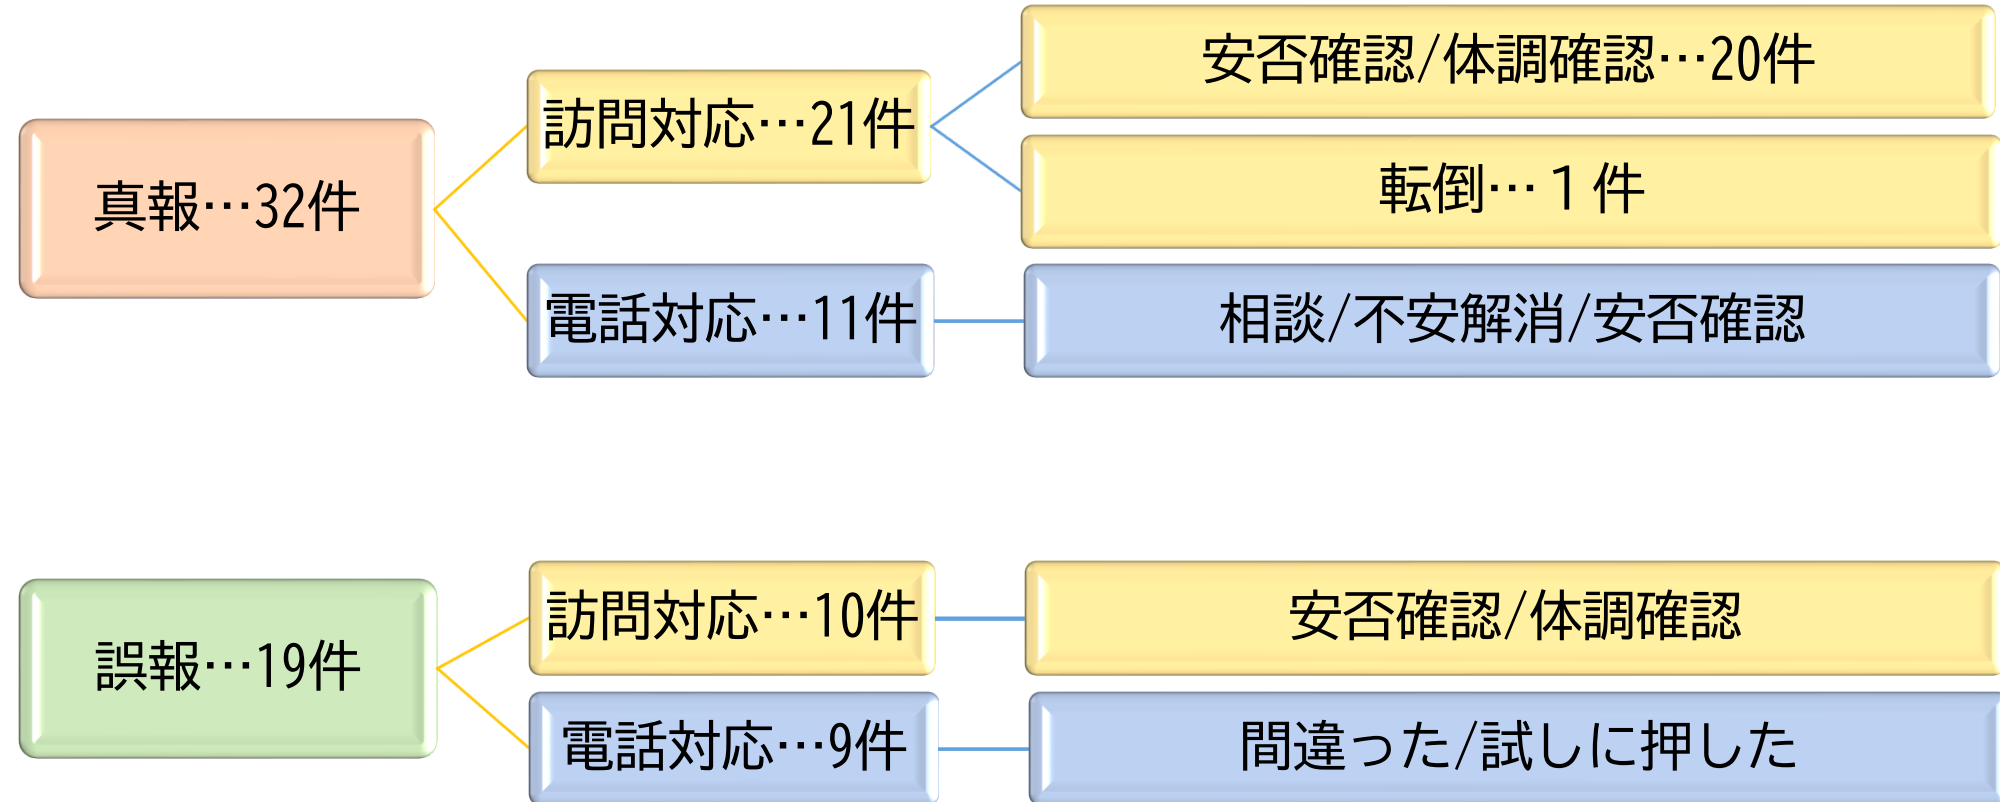 真報…32件
訪問対応…21件
安否確認/体調確認…20件
転倒…１件
電話対応…11件
相談/不安解消/安否確認
誤報…19件
訪問対応…10件
安否確認/体調確認
電話対応…9件
間違った/試しに押した